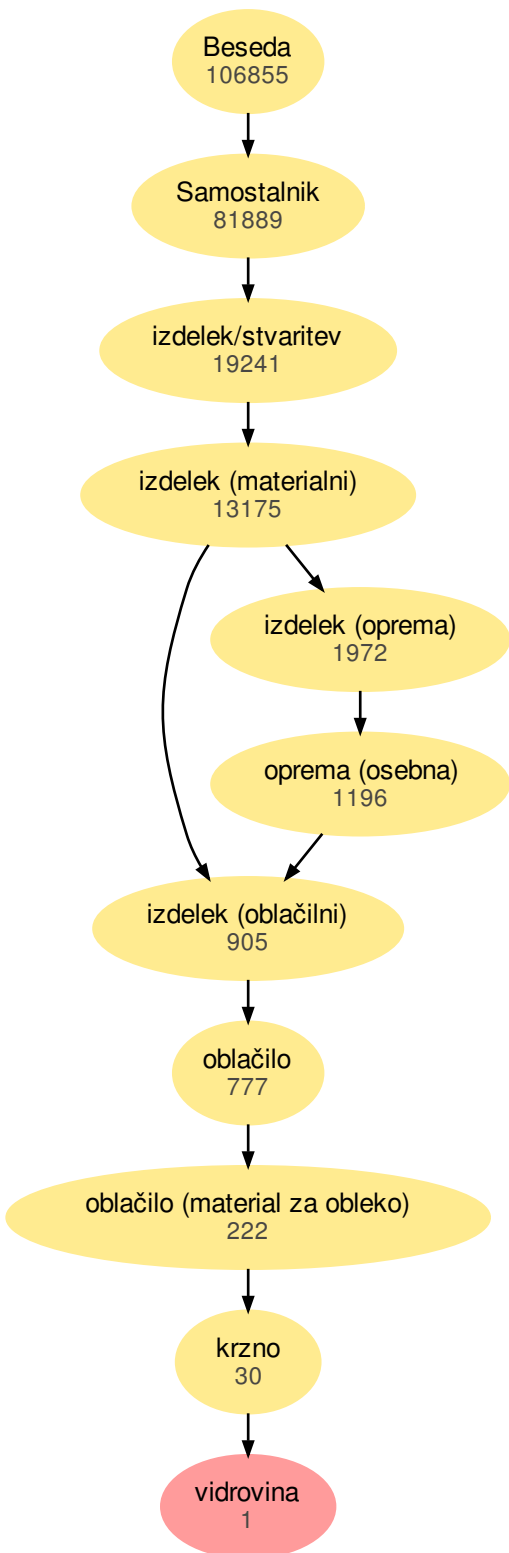 Beseda
106855
Samostalnik
81889
izdelek/stvaritev
19241
izdelek (materialni)
13175
izdelek (oprema)
1972
oprema (osebna)
1196
izdelek (oblačilni)
905
oblačilo
777
oblačilo (material za obleko)
222
krzno
30
vidrovina
1